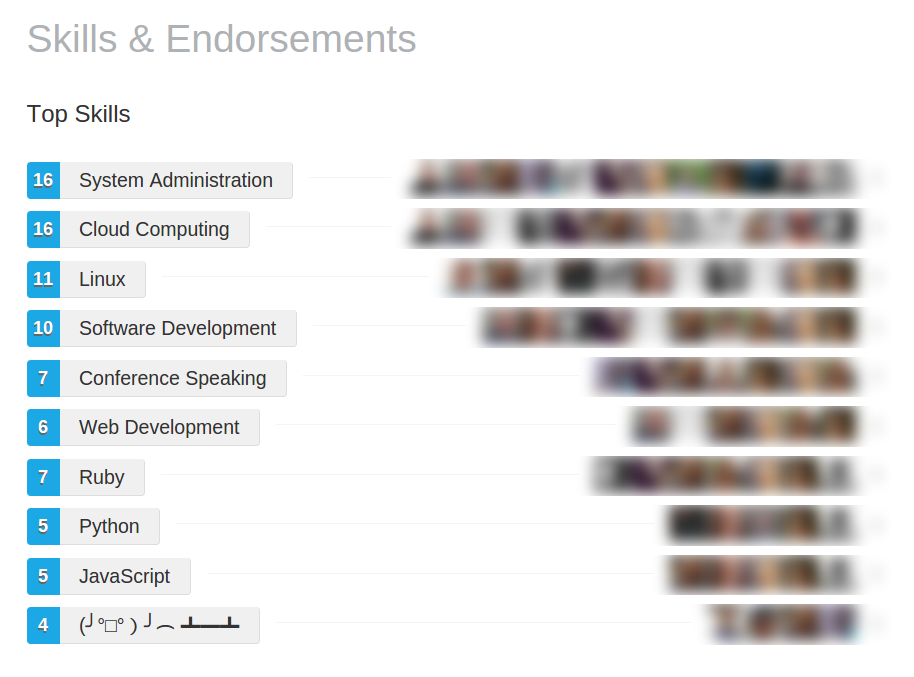 Skills & Endorsements
Top Skills
16 System Administration
16 Cloud Computing
11 Linux
10 Software Development
7 Conference Speaking
6 Web Development
7 Ruby
5 Python
5 JavaScript
4 (╯°□°）╯︵ ┻━┻